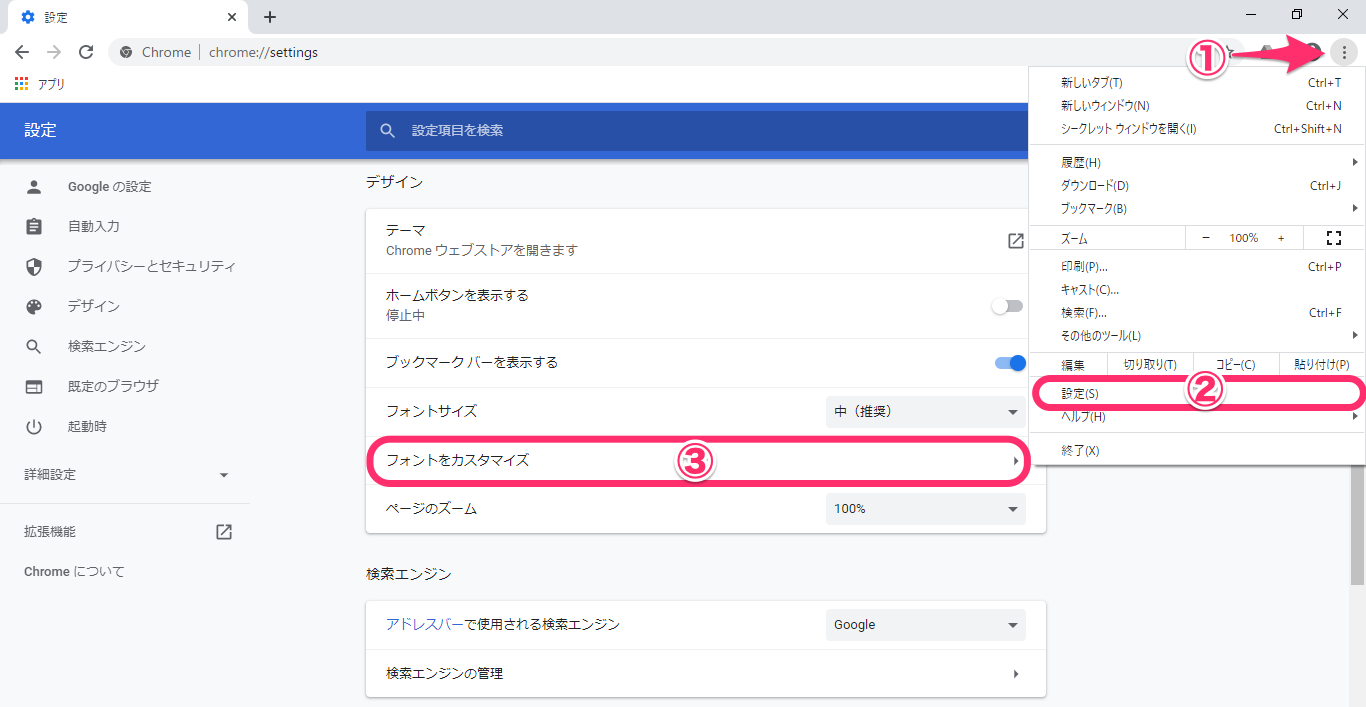 設定
Chrome
chrome://settings
①
アプリ
設定
設定項目を検索
Google の設定
自動入力
プライバシーとセキュリティ
デザイン
検索エンジン
既定のブラウザ
起動時
詳細設定
拡張機能
Chrome について
デザイン
テーマ
Chrome ウェブストアを開きます
ホームボタンを表示する
停止中
ブックマーク バーを表示する
フォントサイズ 中（推奨）
フォントをカスタマイズ ③
ページのズーム 100%
検索エンジン
アドレスバーで使用される検索エンジン Google
検索エンジンの管理
新しいタブ(T) Ctrl+T
新しいウィンドウ(N) Ctrl+N
シークレット ウィンドウを開く(I) Ctrl+Shift+N
履歴(H)
ダウンロード(D) Ctrl+J
ブックマーク(B)
ズーム − 100% +
印刷(P)... Ctrl+P
キャスト(C)...
検索(F)... Ctrl+F
その他のツール(L)
編集 切り取り(T) コピー(C) 貼り付け(P)
設定(S) ②
ヘルプ(H)
終了(X)